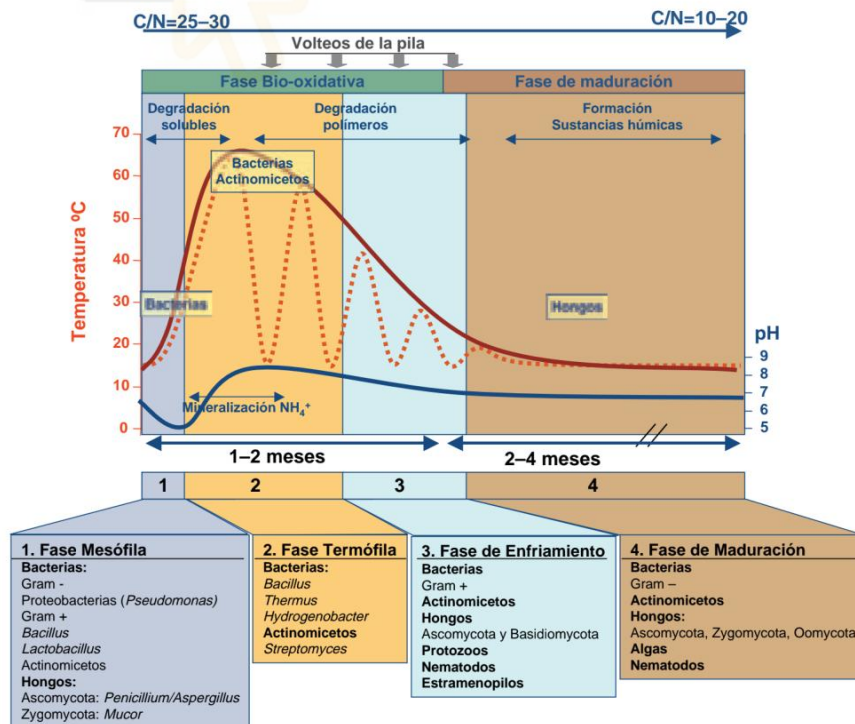 C/N=25–30
C/N=10–20
Volteos de la pila
Fase Bio-oxidativa
Fase de maduración
Degradación
solubles
Degradación
polímeros
Formación
Sustancias húmicas
Temperatura ºC
70
60
50
40
30
20
10
0
Bacterias
Actinomicetos
Bacterias
Hongos
Mineralización NH₄⁺
pH
9
8
7
6
5
1–2 meses
2–4 meses
1
2
3
4
1. Fase Mesófila
Bacterias:
Gram -
Proteobacterias (Pseudomonas)
Gram +
Bacillus
Lactobacillus
Actinomicetos
Hongos:
Ascomycota: Penicillium/Aspergillus
Zygomycota: Mucor
2. Fase Termófila
Bacterias:
Bacillus
Thermus
Hydrogenobacter
Actinomicetos
Streptomyces
3. Fase de Enfriamiento
Bacterias
Gram +
Actinomicetos
Hongos
Ascomycota y Basidiomycota
Protozoos
Nematodos
Estramenopilos
4. Fase de Maduración
Bacterias
Gram –
Actinomicetos
Hongos:
Ascomycota, Zygomycota, Oomycota
Algas
Nematodos